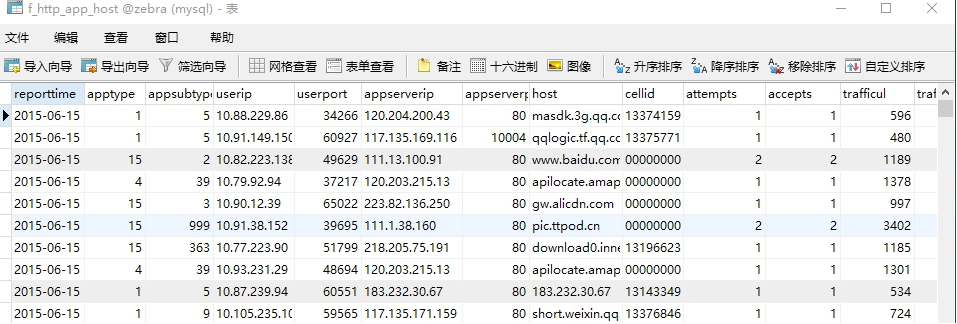 f_http_app_host @zebra (mysql) - 表
文件 编辑 查看 窗口 帮助
导入向导 导出向导 筛选向导 网格查看 表单查看 备注 十六进制 图像 升序排序 降序排序 移除排序 自定义排序
reporttime apptype appsubtype userip userport appserverip appserverp host cellid attempts accepts trafficul traf
2015-06-15 1 5 10.88.229.86 34266 120.204.200.43 80 masdk.3g.qq.c 13374159 1 1 596
2015-06-15 1 5 10.91.149.150 60927 117.135.169.116 10004 qqlogic.tf.qq.c 13375771 1 1 480
2015-06-15 15 2 10.82.223.138 49629 111.13.100.91 80 www.baidu.com 00000000 2 2 1189
2015-06-15 4 39 10.79.92.94 37217 120.203.215.13 80 apilocate.amap 00000000 1 1 1378
2015-06-15 15 3 10.90.12.39 65022 223.82.136.250 80 gw.alicdn.com 00000000 1 1 997
2015-06-15 15 999 10.91.38.152 39695 111.1.38.160 80 pic.ttpod.cn 00000000 2 2 3402
2015-06-15 15 363 10.77.223.90 51799 218.205.75.191 80 download0.inne 13196623 1 1 1185
2015-06-15 4 39 10.93.231.29 48694 120.203.215.13 80 apilocate.amap 00000000 1 1 1301
2015-06-15 1 5 10.87.239.94 60551 183.232.30.67 80 183.232.30.67 13143349 1 1 534
2015-06-15 1 9 10.105.235.10 59565 117.135.171.159 80 short.weixin.qq 13376846 1 1 724